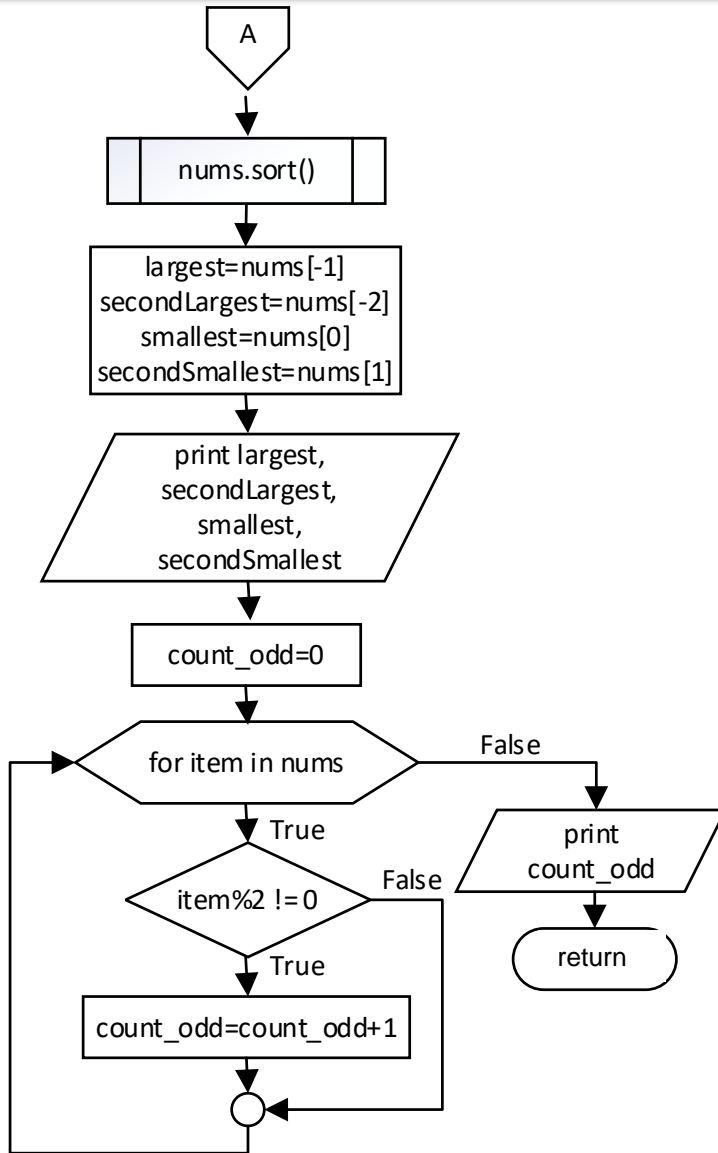 A
nums.sort()
largest=nums[-1]
secondLargest=nums[-2]
smallest=nums[0]
secondSmallest=nums[1]
print largest,
secondLargest,
smallest,
secondSmallest
count_odd=0
for item in nums
False
True
print
count_odd
item%2 != 0
False
True
return
count_odd=count_odd+1